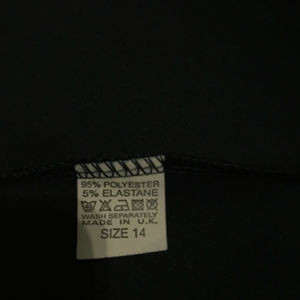 95% POLYESTER
5% ELASTANE
WASH SEPARATELY
MADE IN U.K.
SIZE 14